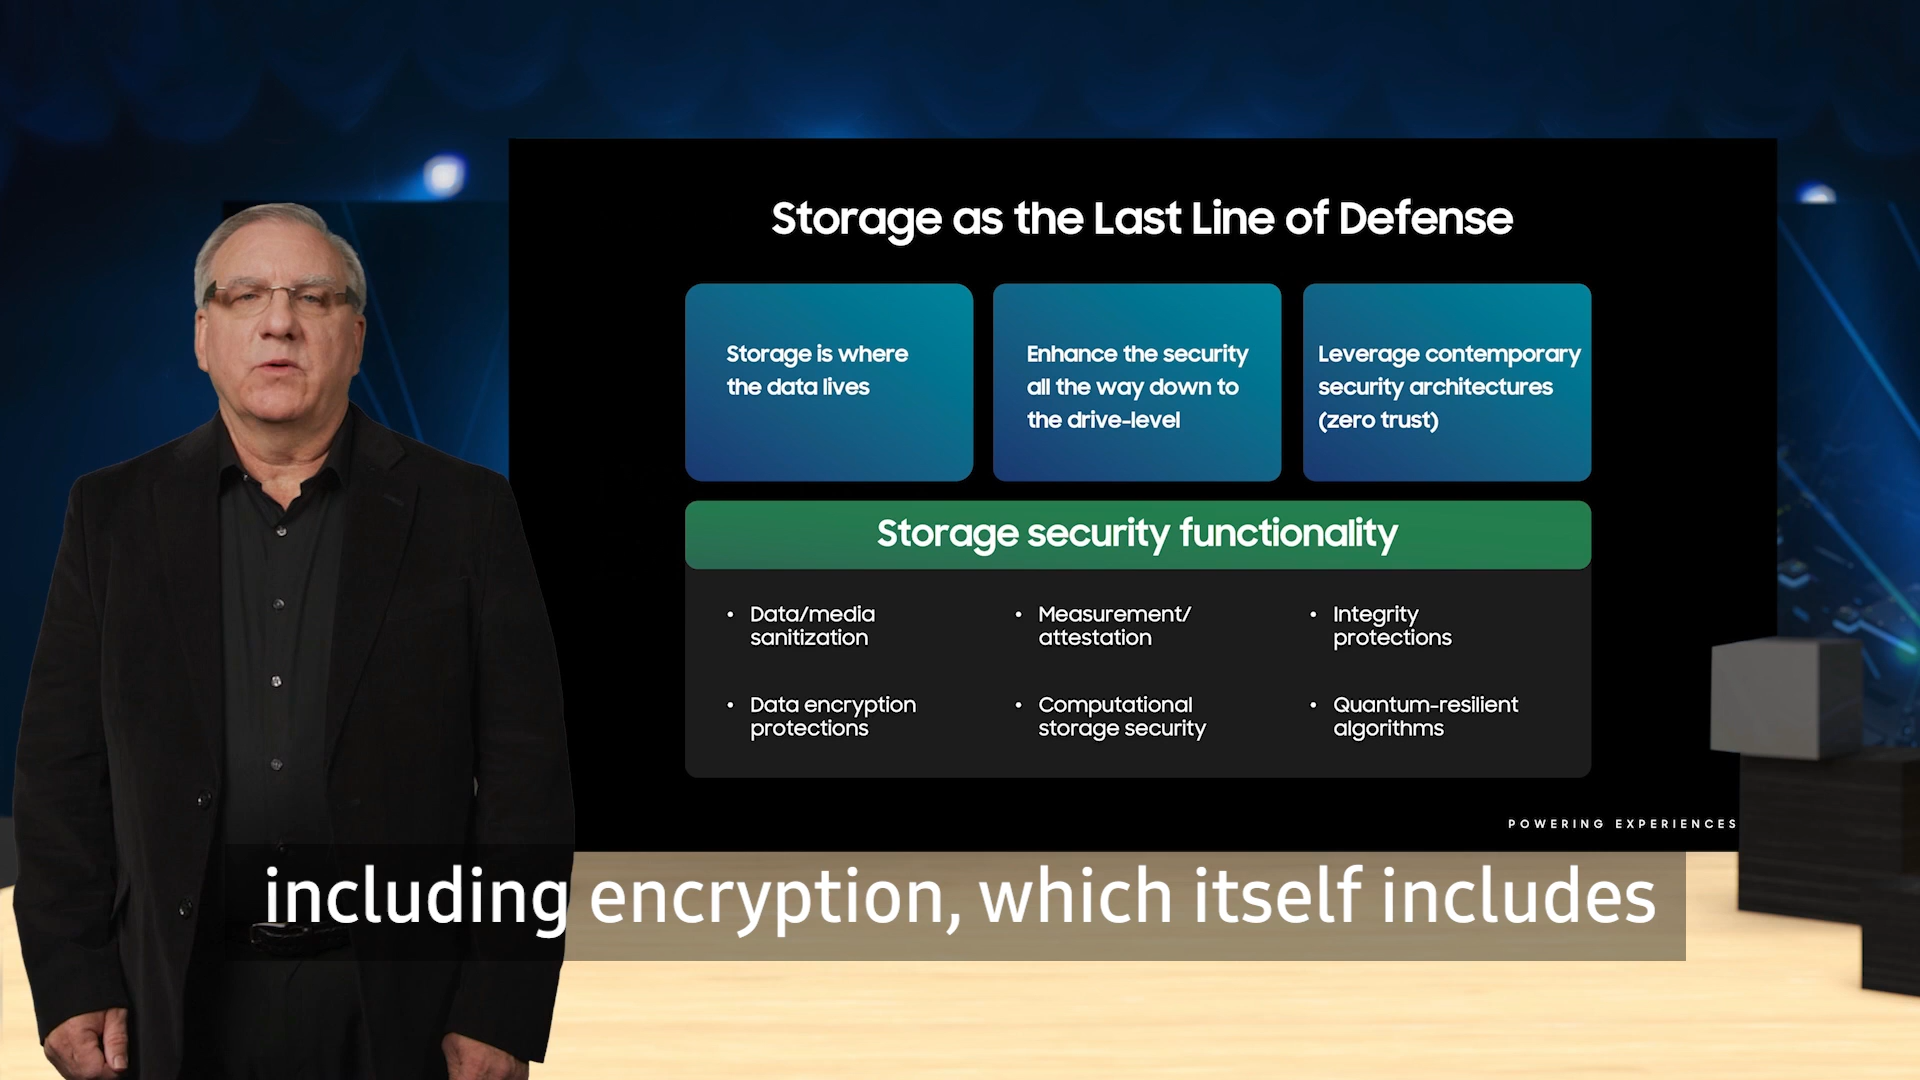 Storage as the Last Line of Defense
Storage is where
the data lives
Enhance the security
all the way down to
the drive-level
Leverage contemporary
security architectures
(zero trust)
Storage security functionality
• Data/media
sanitization
• Measurement/
attestation
• Integrity
protections
• Data encryption
protections
• Computational
storage security
• Quantum-resilient
algorithms
POWERING EXPERIENCES
including encryption, which itself includes